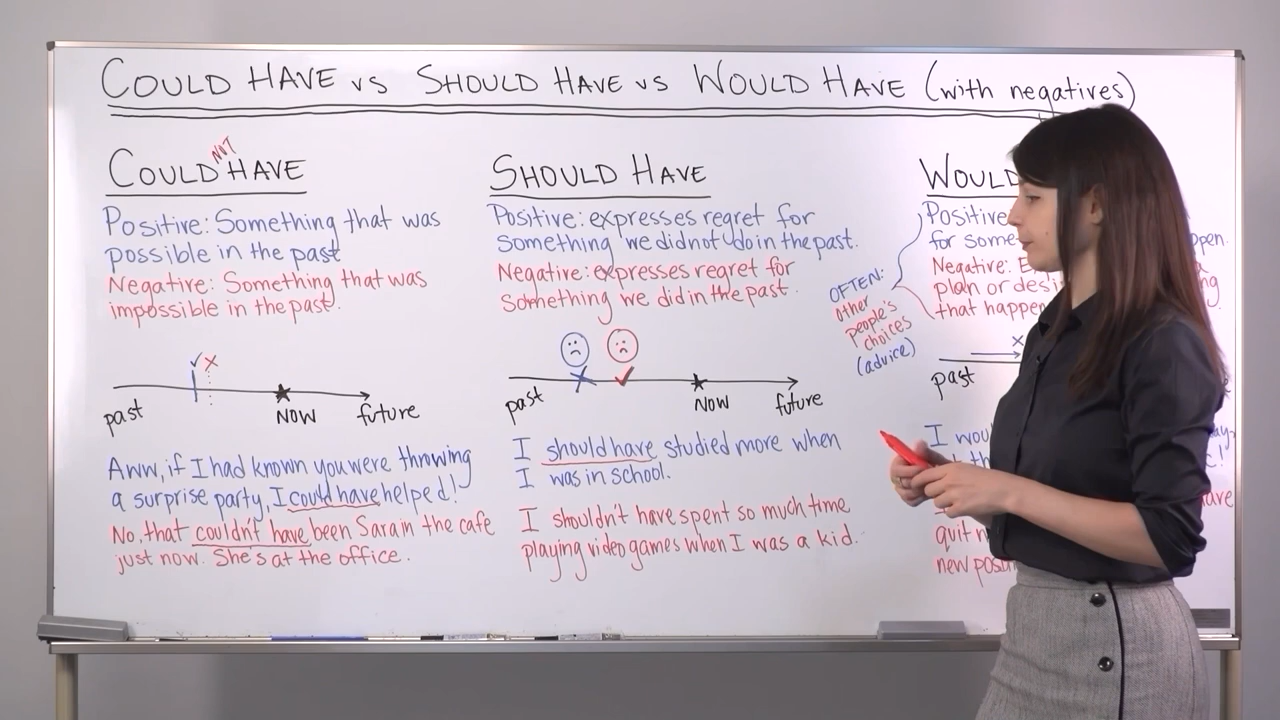 COULD HAVE vs SHOULD HAVE vs WOULD HAVE (with negatives)
COULD NOT HAVE
Positive: Something that was
possible in the past
Negative: Something that was
impossible in the past.
past
NOW
future
Aww, if I had known you were throwing
a surprise party, I could have helped!
No, that couldn't have been Sara in the cafe
just now. She's at the office.
SHOULD HAVE
Positive: expresses regret for
something we did not do in the past.
Negative: expresses regret for
something we did in the past.
past
NOW
future
I should have studied more when
I was in school.
I shouldn't have spent so much time
playing video games when I was a kid.
OFTEN:
other
people's
choices
(advice)
WOULD
Positive
for some
Negative:
plan or desi
that happen
past
I wou
quit
new